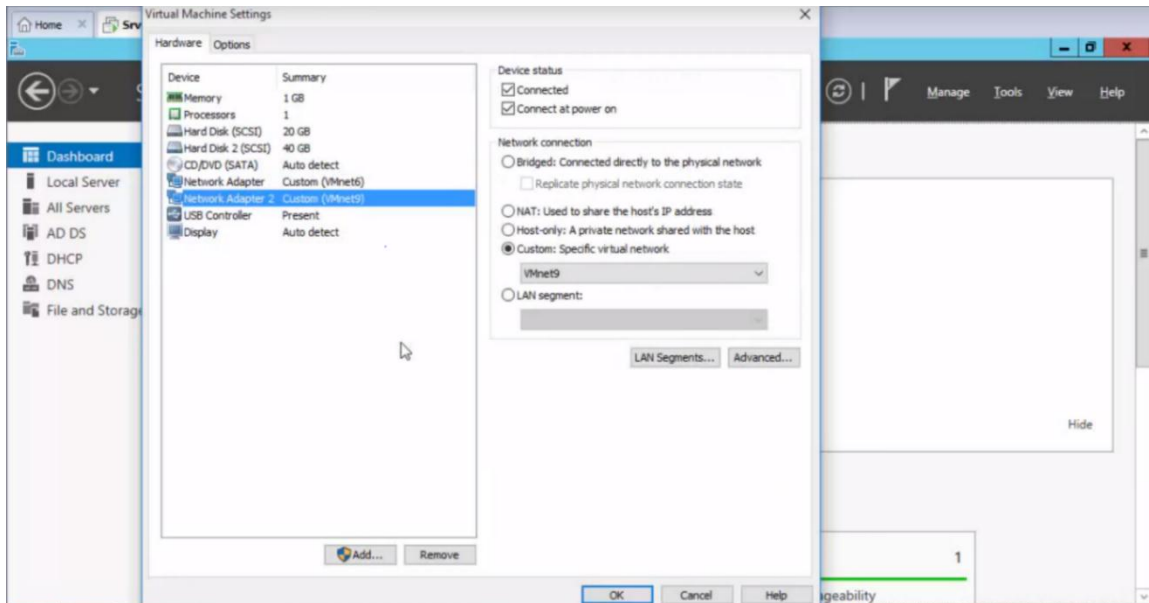 Home × Srv
Virtual Machine Settings
Hardware Options
Device Summary
Memory 1 GB
Processors 1
Hard Disk (SCSI) 20 GB
Hard Disk 2 (SCSI) 40 GB
CD/DVD (SATA) Auto detect
Network Adapter Custom (VMnet6)
Network Adapter 2 Custom (VMnet9)
USB Controller Present
Display Auto detect
Add... Remove
Device status
Connected
Connect at power on
Network connection
Bridged: Connected directly to the physical network
Replicate physical network connection state
NAT: Used to share the host's IP address
Host-only: A private network shared with the host
Custom: Specific virtual network
VMnet9
LAN segment:
LAN Segments... Advanced...
OK Cancel Help
Manage Tools View Help
Dashboard
Local Server
All Servers
AD DS
DHCP
DNS
File and Storag
Hide
1
geability